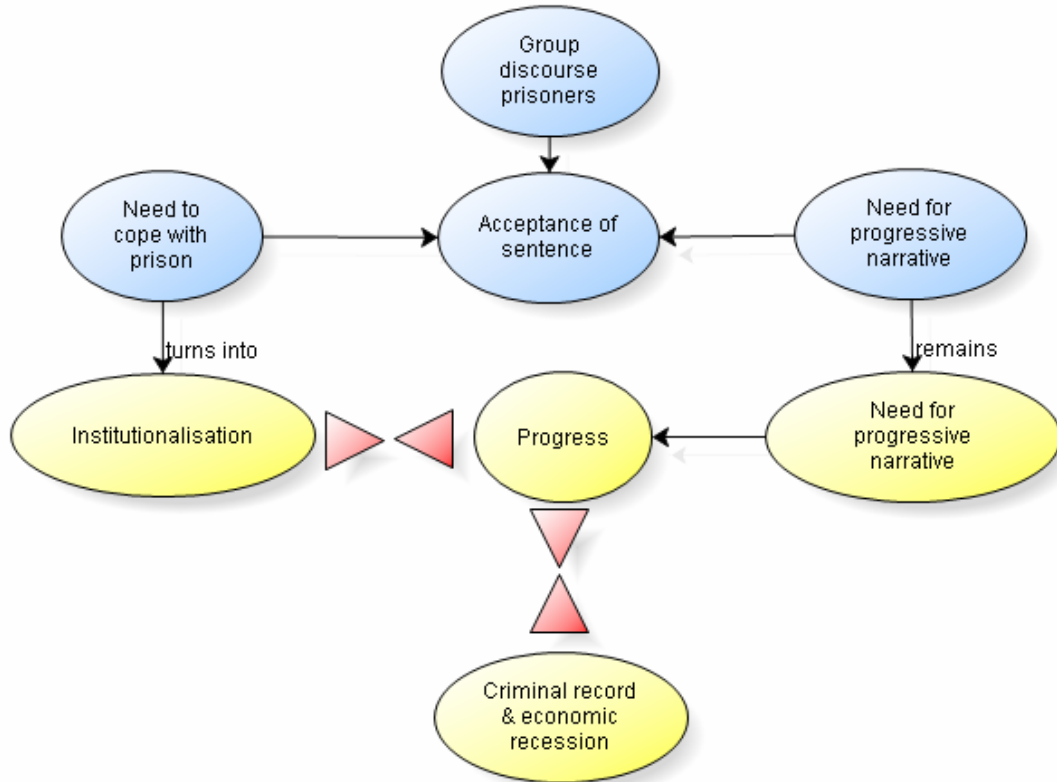 Group
discourse
prisoners
Need to
cope with
prison
Acceptance of
sentence
Need for
progressive
narrative
turns into
remains
Institutionalisation
Progress
Need for
progressive
narrative
Criminal record
& economic
recession